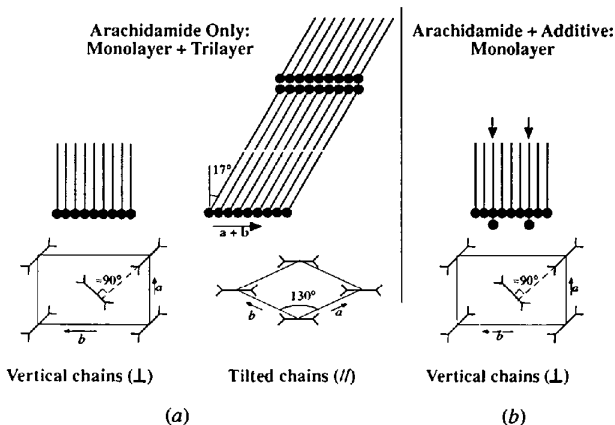 Arachidamide Only:
Monolayer + Trilayer
Arachidamide + Additive:
Monolayer
17°
a + b
≈90°
a
b
130°
b
a
≈90°
a
b
Vertical chains (⊥)
Tilted chains (//)
Vertical chains (⊥)
(a)
(b)